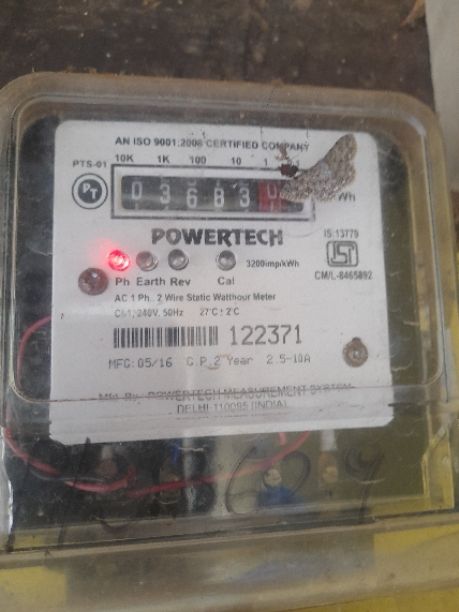 AN ISO 9001:2008 CERTIFIED COMPANY
PTS-01
10K 1K 100 10 1
PT
0 3 6 8 3
POWERTECH
IS:13779
ISI
3200imp/kWh
CM/L-8465892
Ph Earth Rev Cal
AC 1 Ph. 2 Wire Static Watthour Meter
Cl-1, 240V, 50Hz 27°C±2°C
122371
MFG:05/16 G.P.2 Year 2.5-10A
Mfd. By: POWERTECH MEASUREMENT SYSTEM
DELHI-110095 (INDIA)